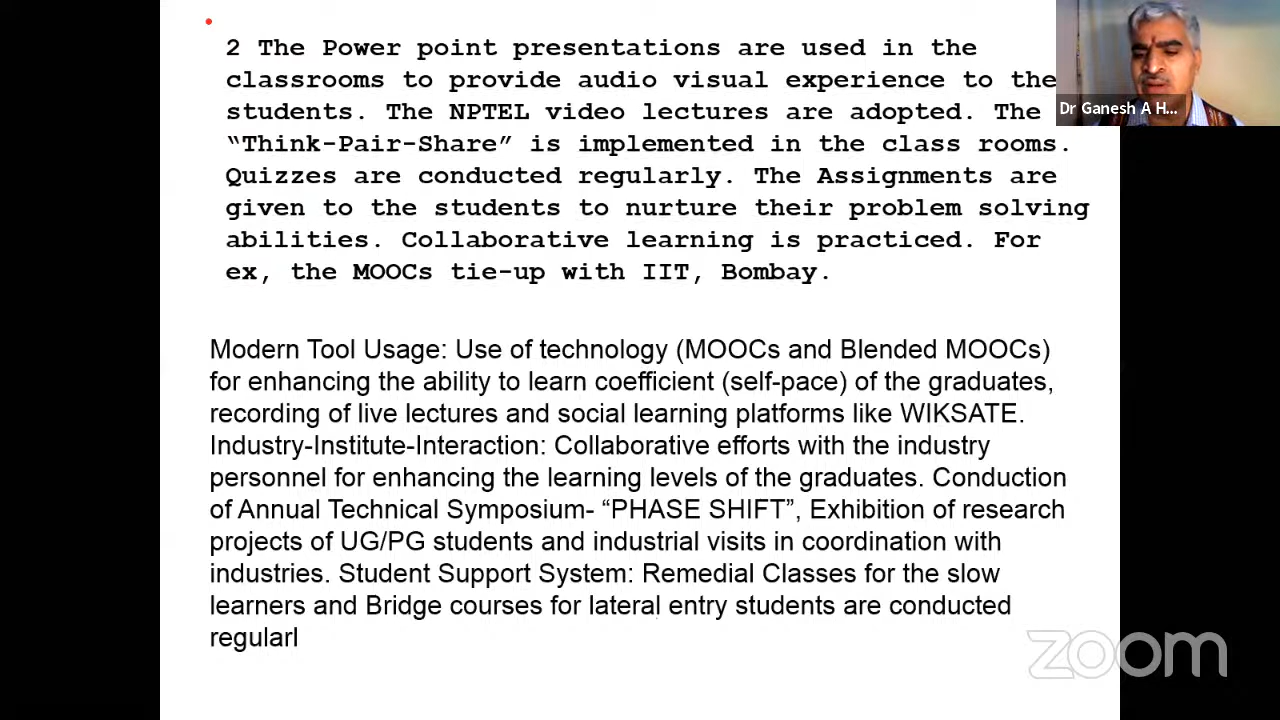 2 The Power point presentations are used in the
classrooms to provide audio visual experience to the
students. The NPTEL video lectures are adopted. The
“Think-Pair-Share” is implemented in the class rooms.
Quizzes are conducted regularly. The Assignments are
given to the students to nurture their problem solving
abilities. Collaborative learning is practiced. For
ex, the MOOCs tie-up with IIT, Bombay.
Dr Ganesh A H...
Modern Tool Usage: Use of technology (MOOCs and Blended MOOCs)
for enhancing the ability to learn coefficient (self-pace) of the graduates,
recording of live lectures and social learning platforms like WIKSATE.
Industry-Institute-Interaction: Collaborative efforts with the industry
personnel for enhancing the learning levels of the graduates. Conduction
of Annual Technical Symposium- “PHASE SHIFT”, Exhibition of research
projects of UG/PG students and industrial visits in coordination with
industries. Student Support System: Remedial Classes for the slow
learners and Bridge courses for lateral entry students are conducted
regularl
zoom